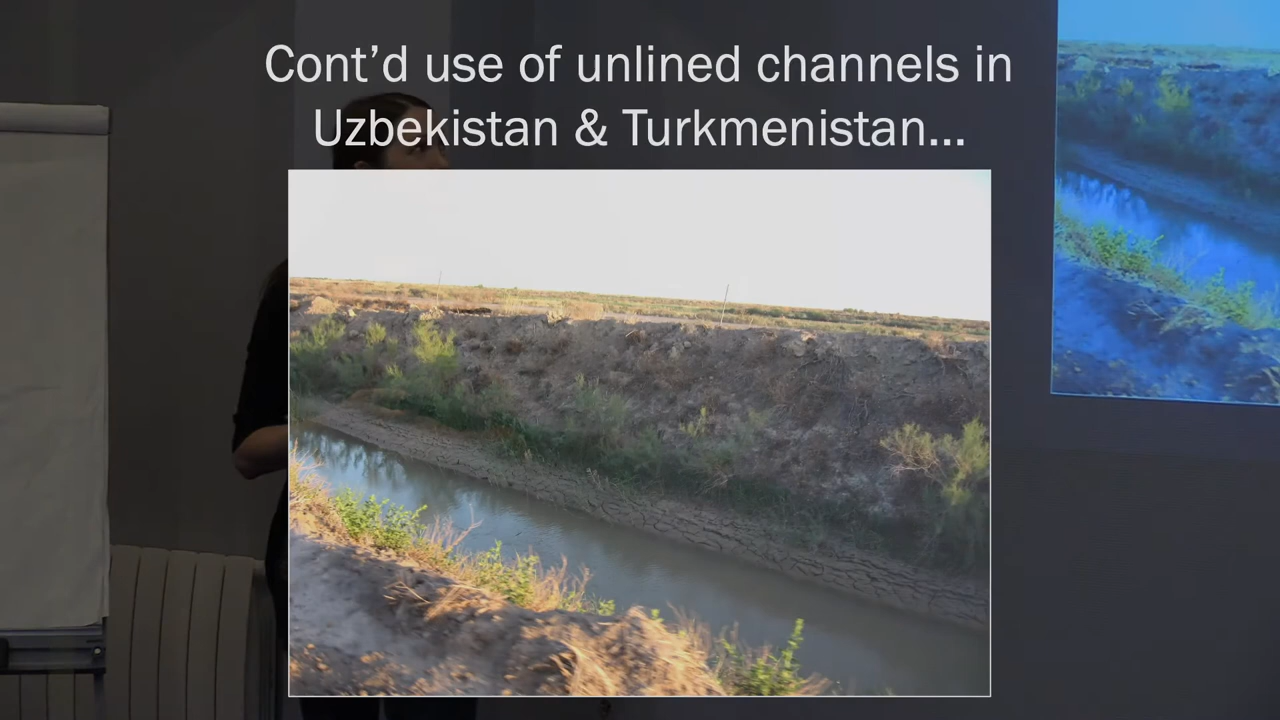 Cont’d use of unlined channels in
Uzbekistan & Turkmenistan...